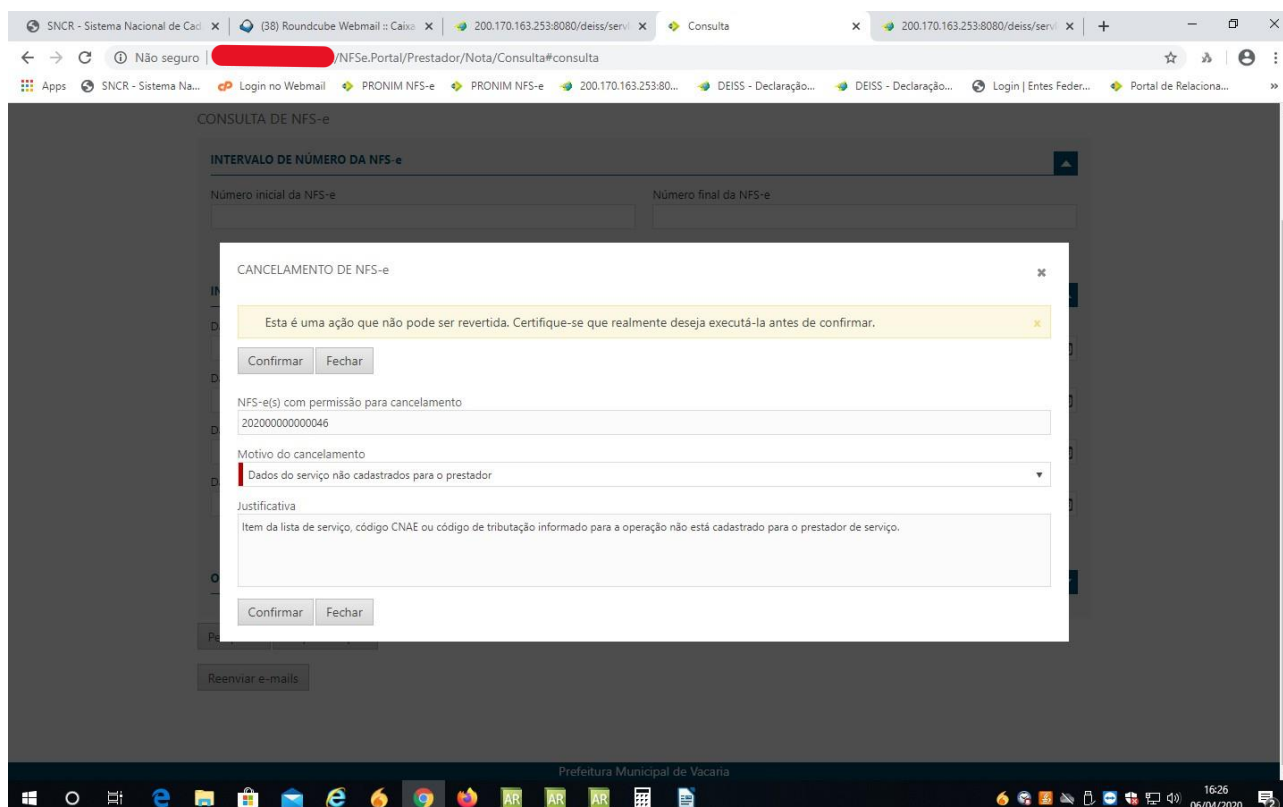 SNCR - Sistema Nacional de Cad
(38) Roundcube Webmail :: Caixa
200.170.163.253:8080/deiss/servl
Consulta
200.170.163.253:8080/deiss/servl
Não seguro
/NFSe.Portal/Prestador/Nota/Consulta#consulta
Apps
SNCR - Sistema Na...
Login no Webmail
PRONIM NFS-e
PRONIM NFS-e
200.170.163.253:80...
DEISS - Declaração...
DEISS - Declaração...
Login | Entes Feder...
Portal de Relaciona...
»
CONSULTA DE NFS-e
INTERVALO DE NÚMERO DA NFS-e
Número inicial da NFS-e
Número final da NFS-e
CANCELAMENTO DE NFS-e
Esta é uma ação que não pode ser revertida. Certifique-se que realmente deseja executá-la antes de confirmar.
Confirmar
Fechar
NFS-e(s) com permissão para cancelamento
202000000000046
Motivo do cancelamento
Dados do serviço não cadastrados para o prestador
Justificativa
Item da lista de serviço, código CNAE ou código de tributação informado para a operação não está cadastrado para o prestador de serviço.
Confirmar
Fechar
Reenviar e-mails
Prefeitura Municipal de Vacaria
AR
AR
AR
16:26
06/04/2020